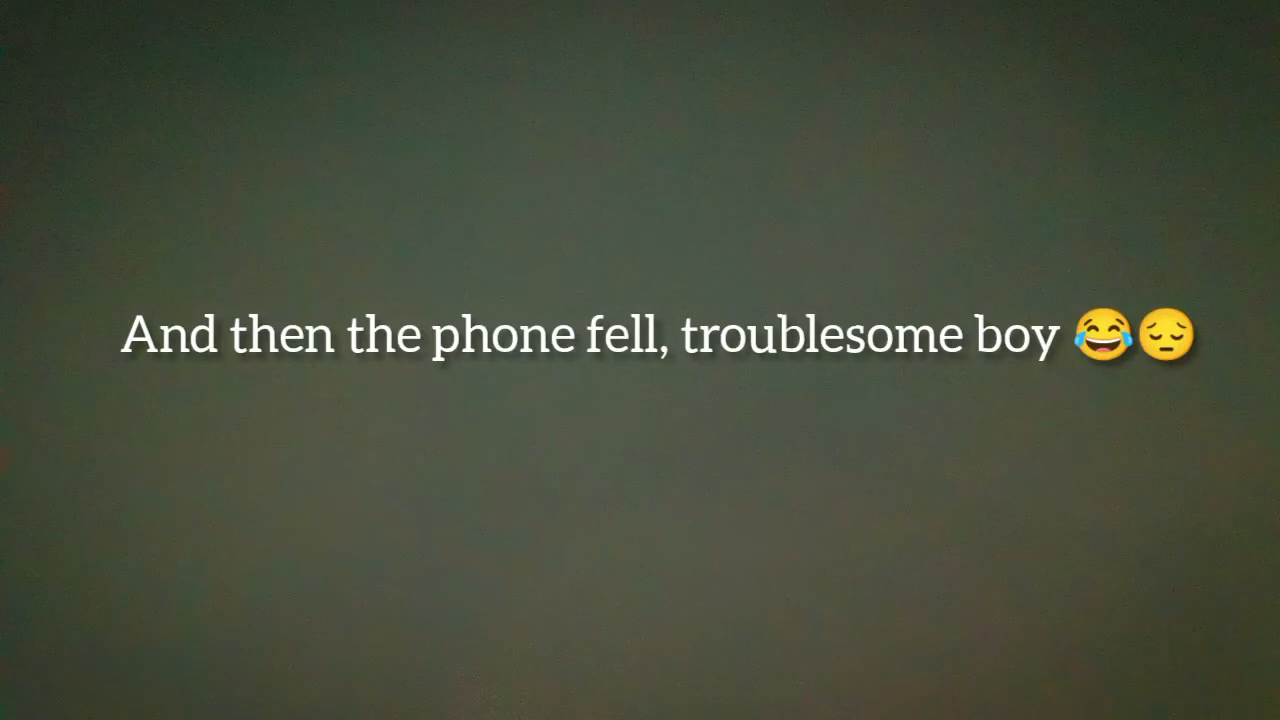 And then the phone fell, troublesome boy 😂😔